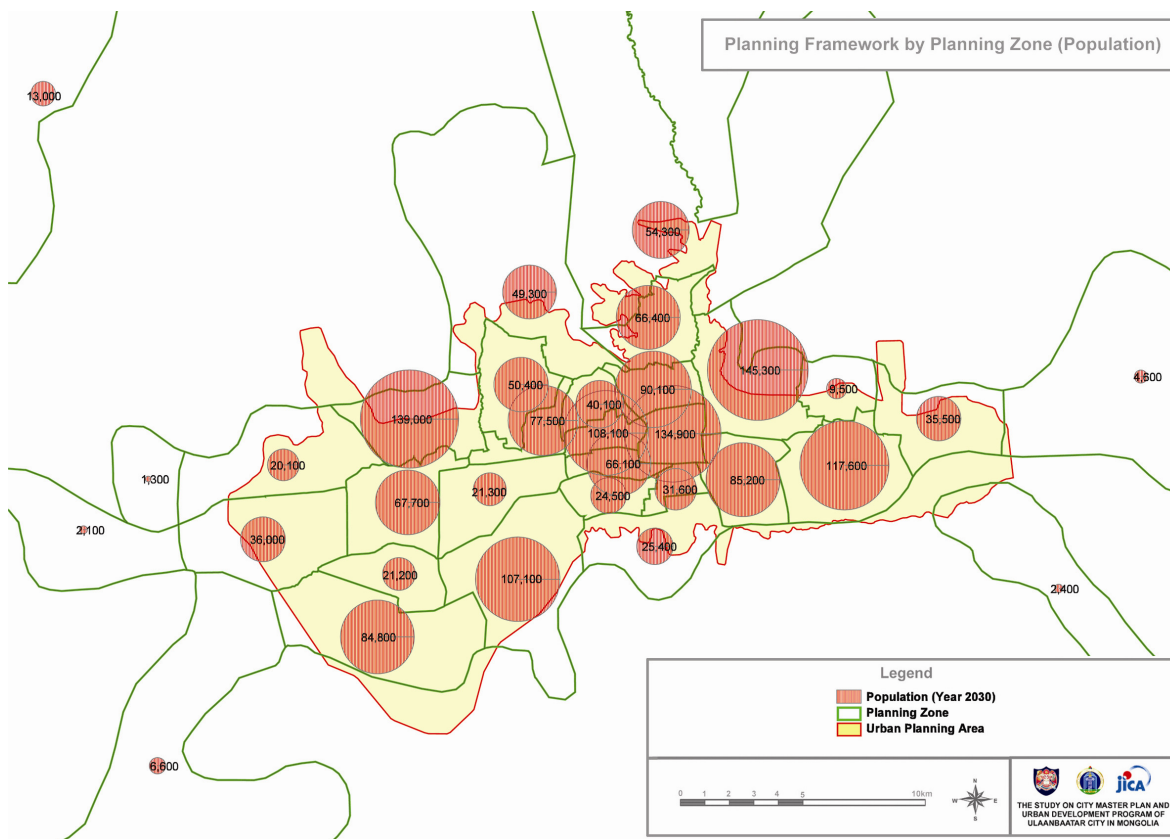 Planning Framework by Planning Zone (Population)
13,000
54,300
49,300
66,400
145,300
50,400
90,100
9,500
4,600
40,100
139,000
77,500
35,500
108,100
134,900
20,100
66,100
117,600
1,300
85,200
21,300
31,600
24,500
67,700
2,100
36,000
25,400
21,200
107,100
2,400
84,800
6,600
Legend
Population (Year 2030)
Planning Zone
Urban Planning Area
0 1 2 3 4 5 10km
N
W E
S
JICA
THE STUDY ON CITY MASTER PLAN AND
URBAN DEVELOPMENT PROGRAM OF
ULAANBAATAR CITY IN MONGOLIA